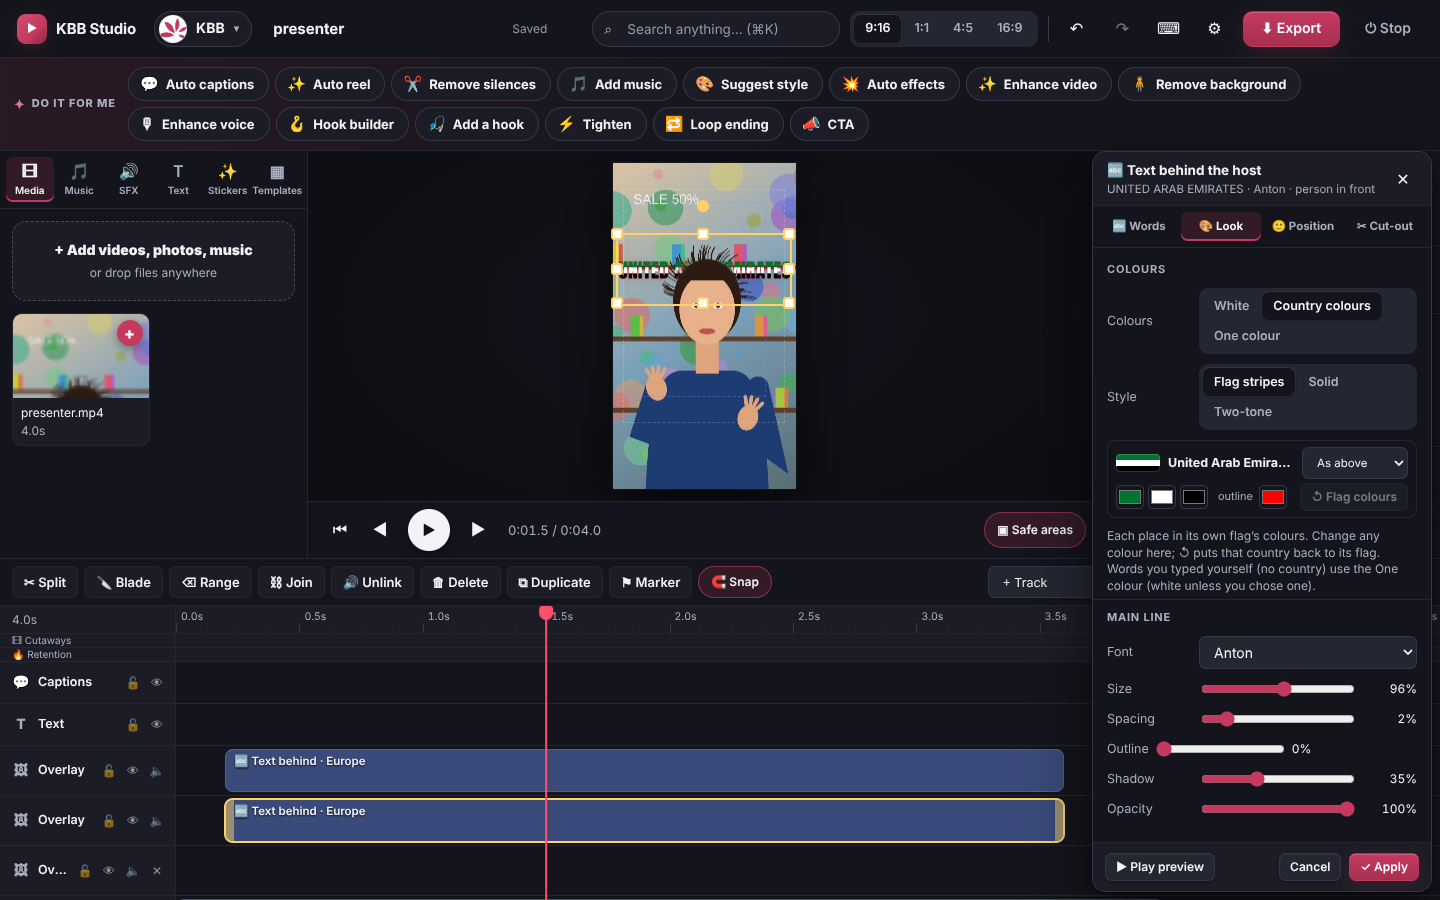 KBB Studio
KBB
presenter
Saved
Search anything... (⌘K)
9:16
1:1
4:5
16:9
Export
Stop
DO IT FOR ME
Auto captions
Auto reel
Remove silences
Add music
Suggest style
Auto effects
Enhance video
Remove background
Enhance voice
Hook builder
Add a hook
Tighten
Loop ending
CTA
Media
Music
SFX
Text
Stickers
Templates
+ Add videos, photos, music
or drop files anywhere
presenter.mp4
4.0s
SALE 50%
0:01.5 / 0:04.0
Safe areas
Text behind the host
UNITED ARAB EMIRATES · Anton · person in front
Words
Look
Position
Cut-out
COLOURS
Colours
White
Country colours
One colour
Style
Flag stripes
Solid
Two-tone
United Arab Emira...
As above
outline
Flag colours
Each place in its own flag's colours. Change any
colour here; ↺ puts that country back to its flag.
Words you typed yourself (no country) use the One
colour (white unless you chose one).
MAIN LINE
Font
Anton
Size
96%
Spacing
2%
Outline
0%
Shadow
35%
Opacity
100%
Play preview
Cancel
Apply
Split
Blade
Range
Join
Unlink
Delete
Duplicate
Marker
Snap
+ Track
4.0s
0.0s
0.5s
1.0s
1.5s
2.0s
2.5s
3.0s
3.5s
Cutaways
Retention
Captions
Text
Overlay
Text behind · Europe
Overlay
Text behind · Europe
Ov...